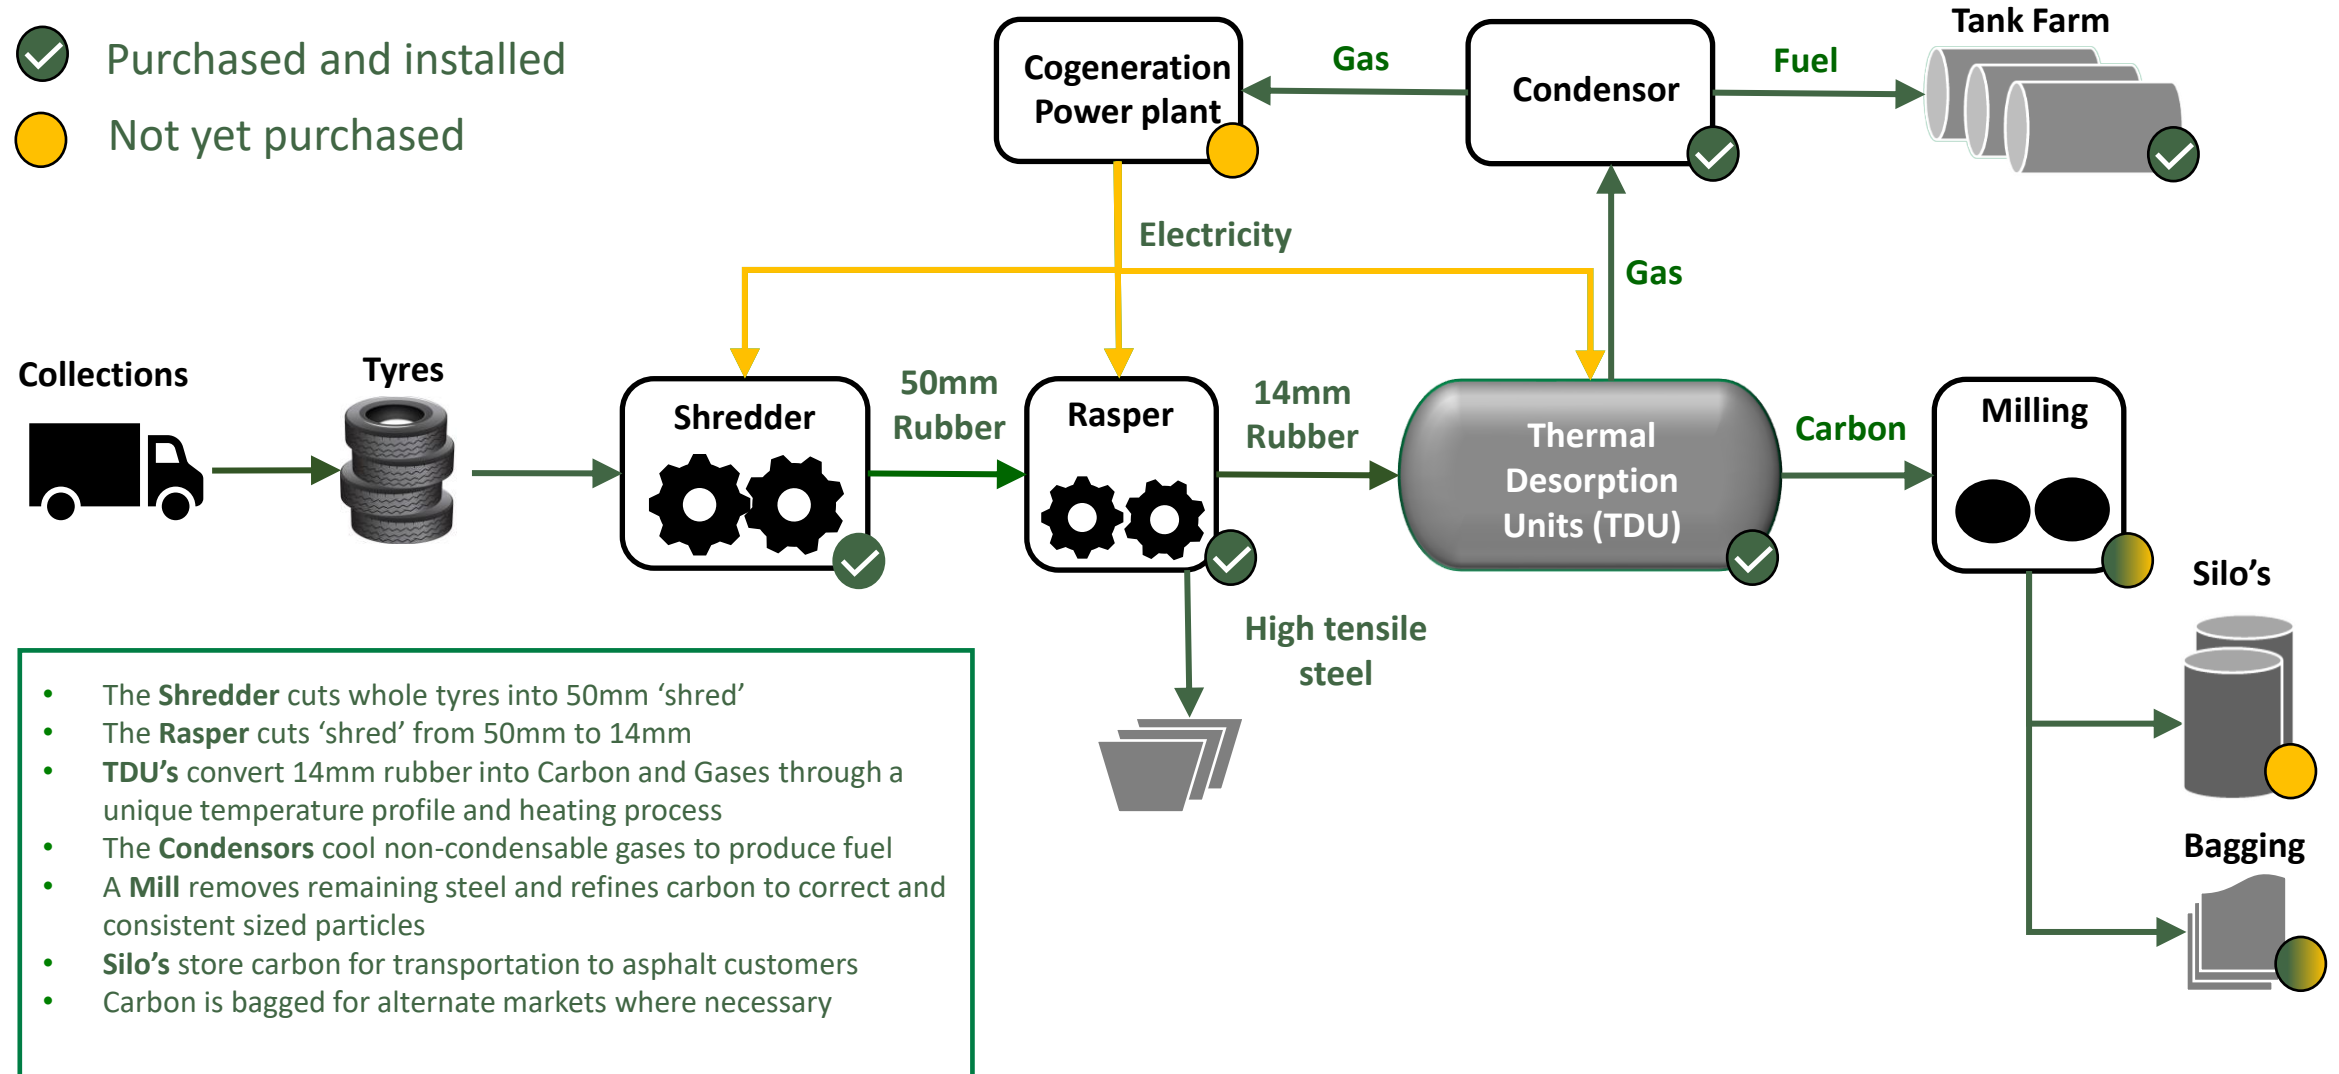 Purchased and installed
Not yet purchased
Cogeneration
Power plant
Gas
Condensor
Fuel
Tank Farm
Electricity
Gas
Collections
Tyres
Shredder
50mm
Rubber
Rasper
14mm
Rubber
Thermal
Desorption
Units (TDU)
Carbon
Milling
High tensile
steel
Silo’s
Bagging
• The Shredder cuts whole tyres into 50mm ‘shred’
• The Rasper cuts ‘shred’ from 50mm to 14mm
• TDU’s convert 14mm rubber into Carbon and Gases through a
unique temperature profile and heating process
• The Condensors cool non-condensable gases to produce fuel
• A Mill removes remaining steel and refines carbon to correct and
consistent sized particles
• Silo’s store carbon for transportation to asphalt customers
• Carbon is bagged for alternate markets where necessary